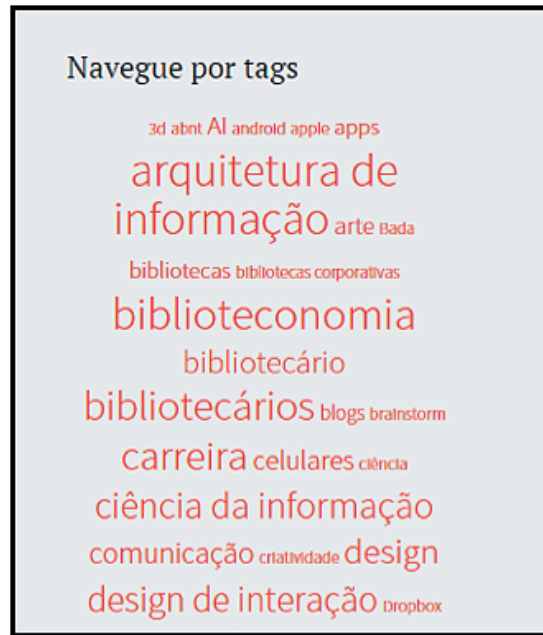 Navegue por tags
3d abnt AI android apple apps
arquitetura de
informação arte Bada
bibliotecas bibliotecas corporativas
biblioteconomia
bibliotecário
bibliotecários blogs brainstorm
carreira celulares ciência
ciência da informação
comunicação criatividade design
design de interação Dropbox